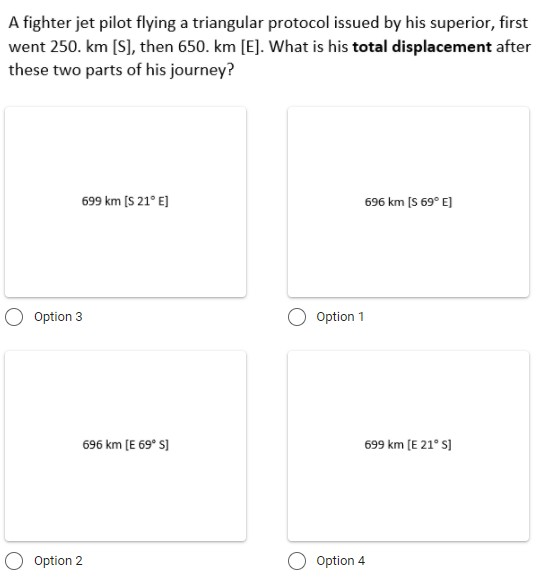 A fighter jet pilot flying a triangular protocol issued by his superior, first
went 250. km [S], then 650. km [E]. What is his total displacement after
these two parts of his journey?
699 km [S 21° E]
696 km [S 69° E]
Option 3
Option 1
696 km [E 69° S]
699 km [E 21° S]
Option 2
Option 4